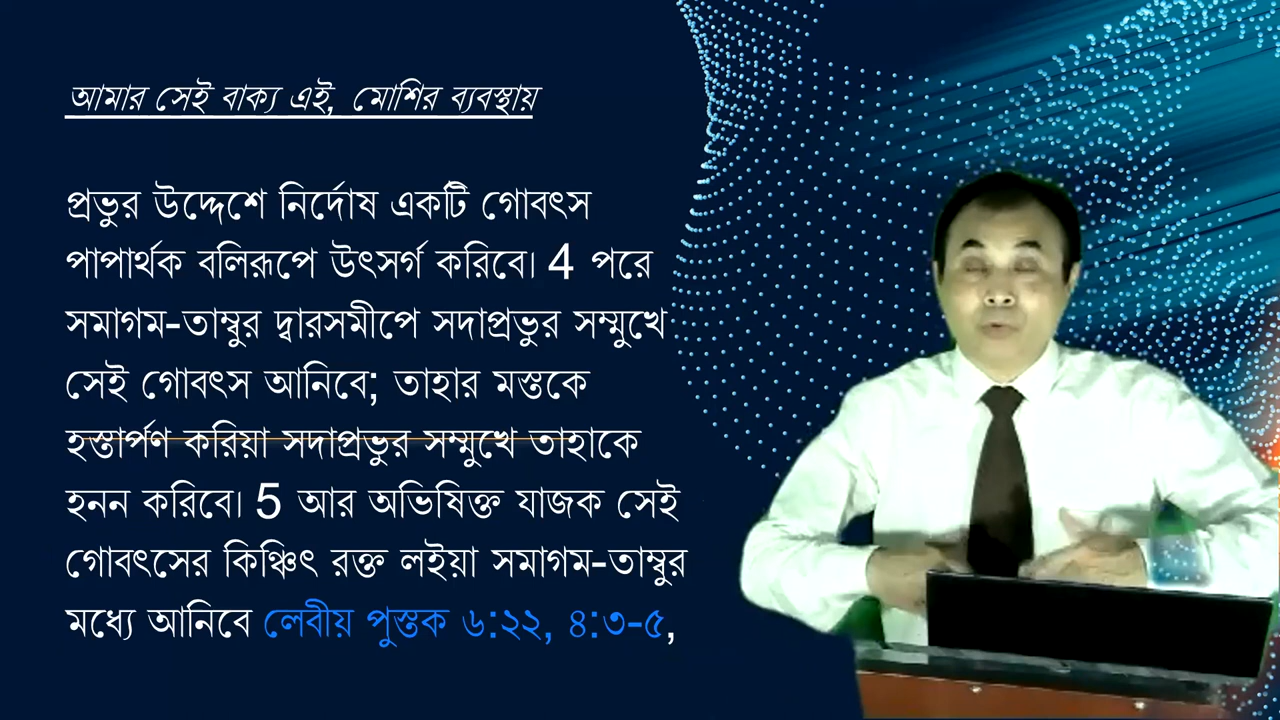 আমার সেই বাক্য এই, মোশির ব্যবস্থায়
প্রভুর উদ্দেশে নির্দোষ একটি গোবৎস
পাপার্থক বলিরূপে উৎসর্গ করিবে। 4 পরে
সমাগম-তাম্বুর দ্বারসমীপে সদাপ্রভুর সম্মুখে
সেই গোবৎস আনিবে; তাহার মস্তকে
হস্তার্পণ করিয়া সদাপ্রভুর সম্মুখে তাহাকে
হনন করিবে। 5 আর অভিষিক্ত যাজক সেই
গোবৎসের কিঞ্চিৎ রক্ত লইয়া সমাগম-তাম্বুর
মধ্যে আনিবে লেবীয় পুস্তক ৬:২২, ৪:৩-৫,